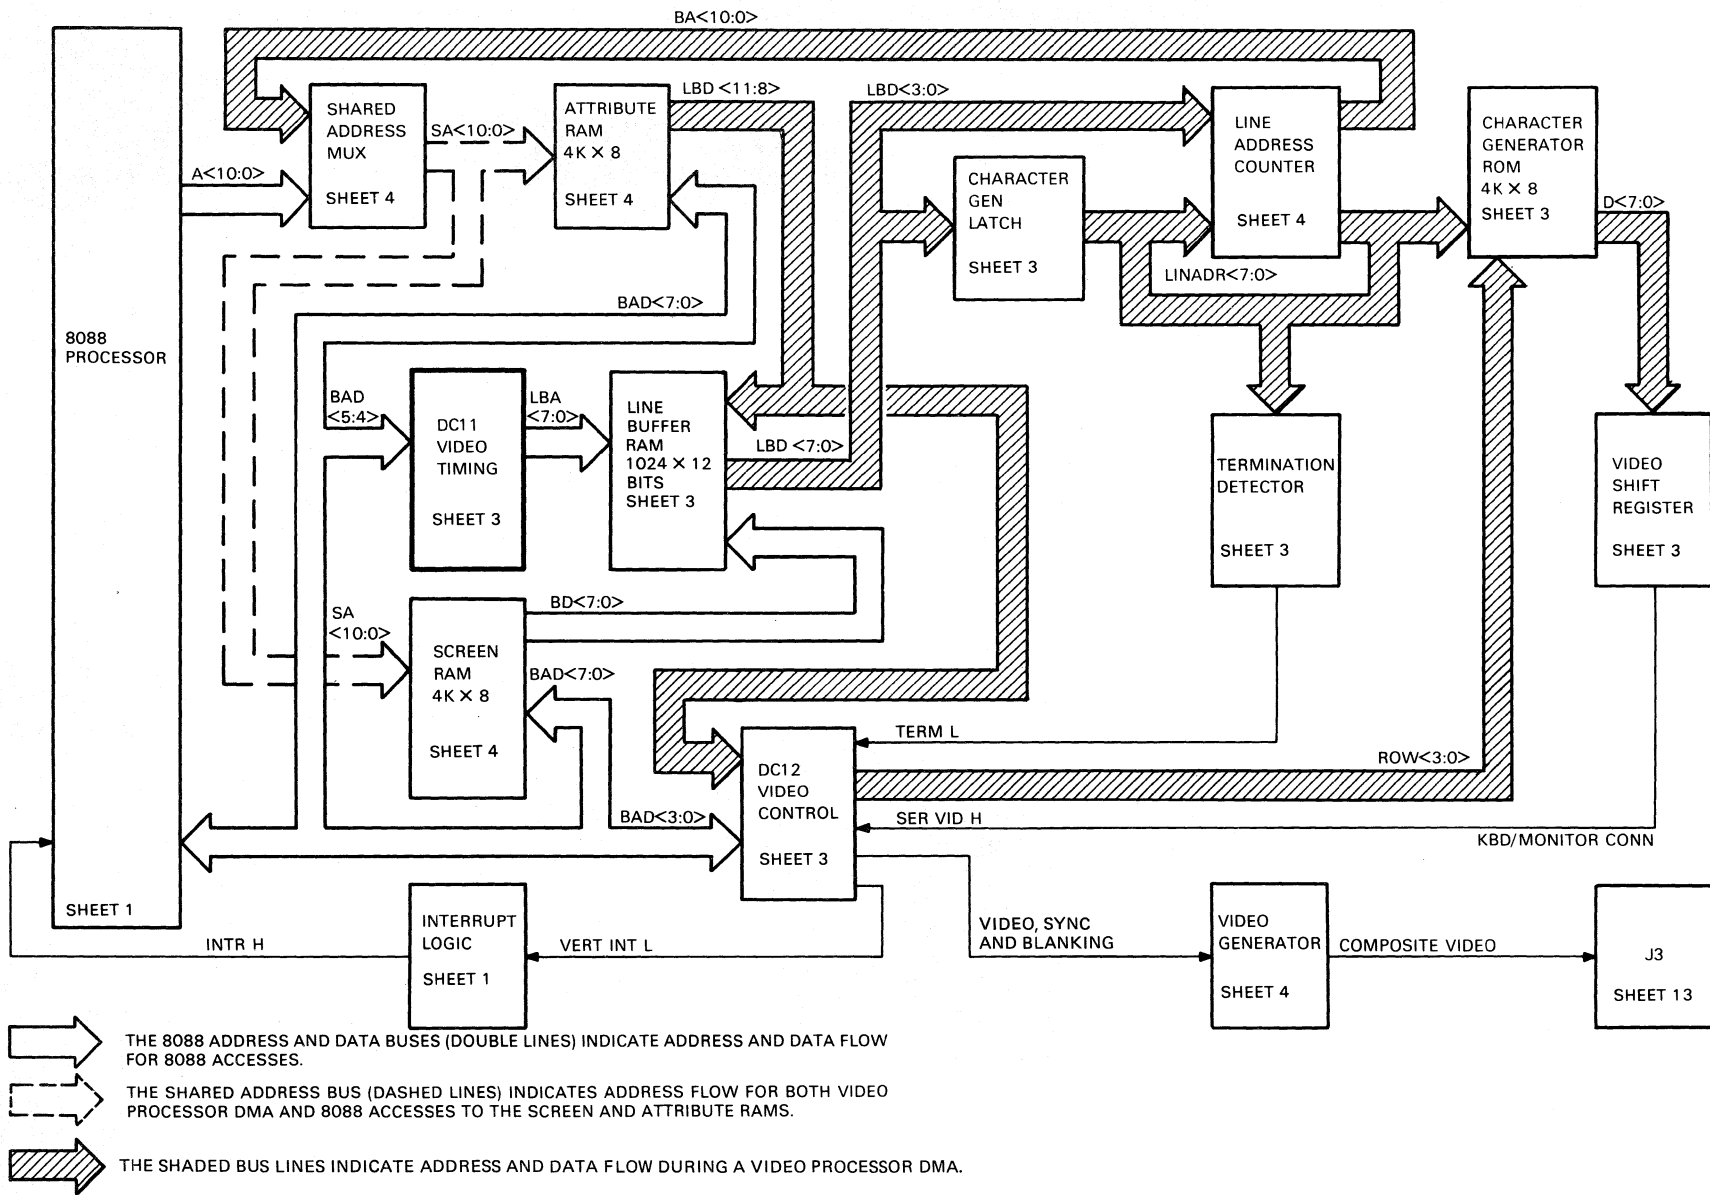 BA<10:0>
8088
PROCESSOR
SHEET 1
A<10:0>
SHARED
ADDRESS
MUX
SHEET 4
SA<10:0>
ATTRIBUTE
RAM
4K X 8
SHEET 4
LBD <11:8>
LBD<3:0>
CHARACTER
GEN
LATCH
SHEET 3
LINE
ADDRESS
COUNTER
SHEET 4
LINADR<7:0>
CHARACTER
GENERATOR
ROM
4K X 8
SHEET 3
D<7:0>
BAD<7:0>
BAD
<5:4>
DC11
VIDEO
TIMING
SHEET 3
LBA
<7:0>
LINE
BUFFER
RAM
1024 X 12
BITS
SHEET 3
LBD <7:0>
TERMINATION
DETECTOR
SHEET 3
VIDEO
SHIFT
REGISTER
SHEET 3
SA
<10:0>
SCREEN
RAM
4K X 8
SHEET 4
BD<7:0>
BAD<7:0>
BAD<3:0>
DC12
VIDEO
CONTROL
SHEET 3
TERM L
ROW<3:0>
SER VID H
KBD/MONITOR CONN
INTR H
INTERRUPT
LOGIC
SHEET 1
VERT INT L
VIDEO, SYNC
AND BLANKING
VIDEO
GENERATOR
SHEET 4
COMPOSITE VIDEO
J3
SHEET 13
THE 8088 ADDRESS AND DATA BUSES (DOUBLE LINES) INDICATE ADDRESS AND DATA FLOW
FOR 8088 ACCESSES.
THE SHARED ADDRESS BUS (DASHED LINES) INDICATES ADDRESS FLOW FOR BOTH VIDEO
PROCESSOR DMA AND 8088 ACCESSES TO THE SCREEN AND ATTRIBUTE RAMS.
THE SHADED BUS LINES INDICATE ADDRESS AND DATA FLOW DURING A VIDEO PROCESSOR DMA.